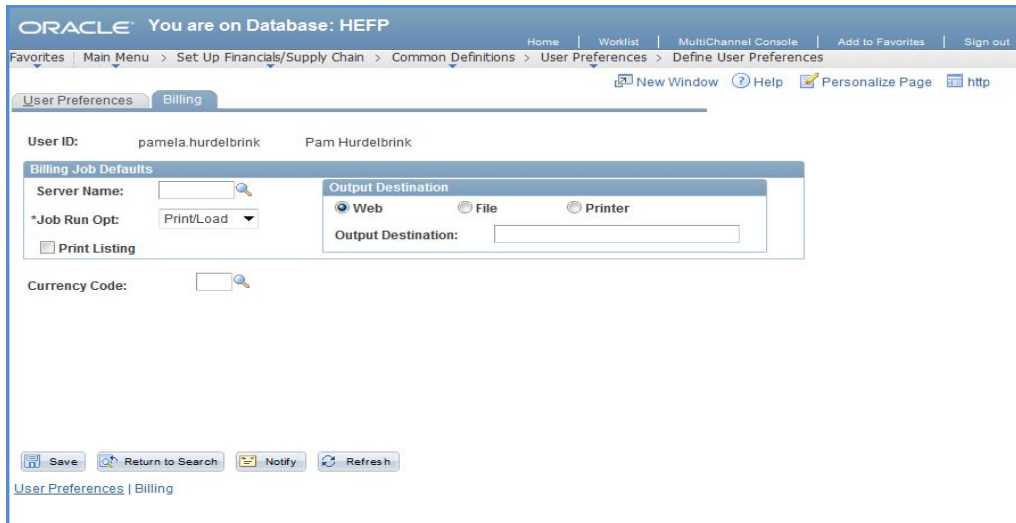 ORACLE You are on Database: HEFP
Home | Worklist | MultiChannel Console | Add to Favorites | Sign out
Favorites | Main Menu > Set Up Financials/Supply Chain > Common Definitions > User Preferences > Define User Preferences
New Window ? Help Personalize Page http
User Preferences Billing
User ID: pamela.hurdelbrink Pam Hurdelbrink
Billing Job Defaults
Server Name:
*Job Run Opt: Print/Load
Print Listing
Output Destination
Web File Printer
Output Destination:
Currency Code:
Save Return to Search Notify Refresh
User Preferences | Billing